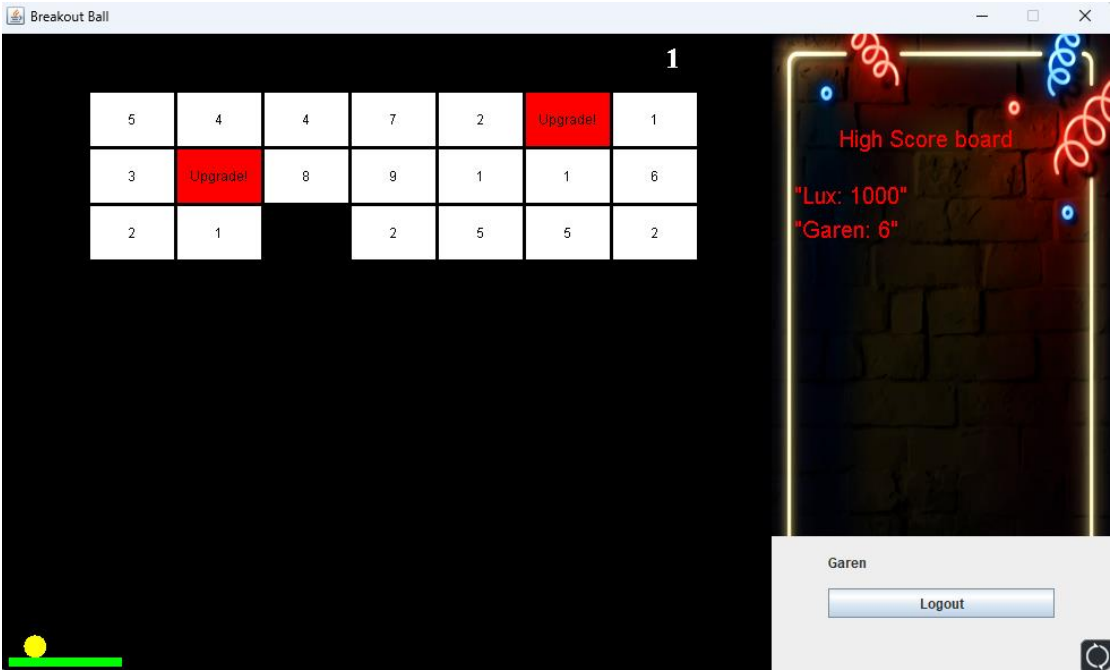 Breakout Ball
1
5 4 4 7 2 Upgrade! 1
3 Upgrade! 8 9 1 1 6
2 1 2 5 5 2
High Score board
"Lux: 1000"
"Garen: 6"
Garen
Logout